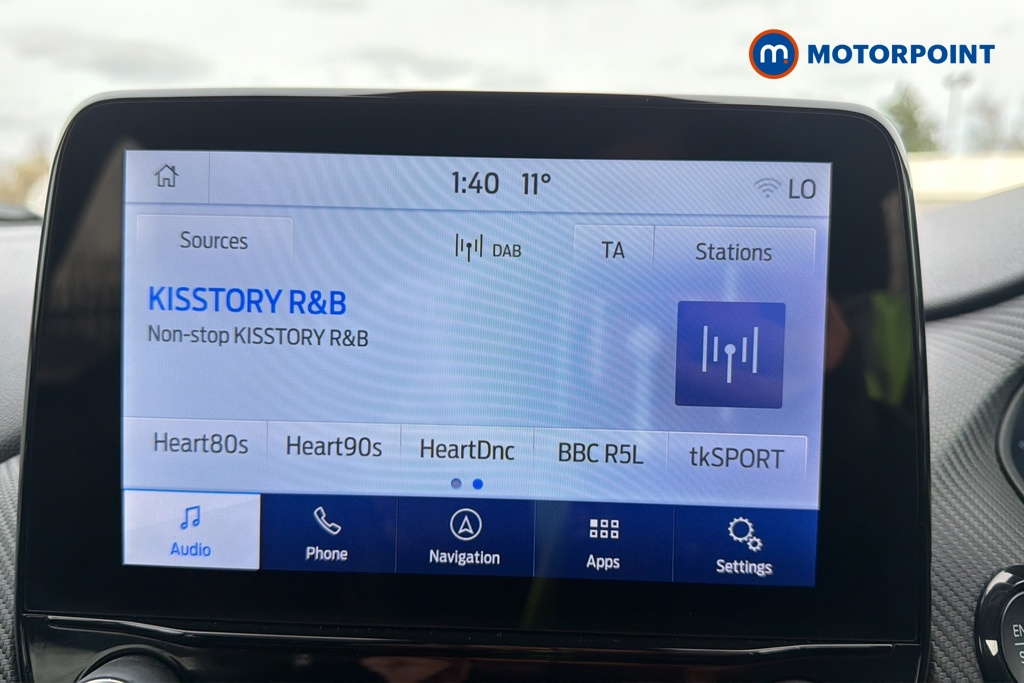 m. MOTORPOINT
1:40 11° LO
Sources DAB TA Stations
KISSTORY R&B
Non-stop KISSTORY R&B
Heart80s Heart90s HeartDnc BBC R5L tkSPORT
Audio Phone Navigation Apps Settings